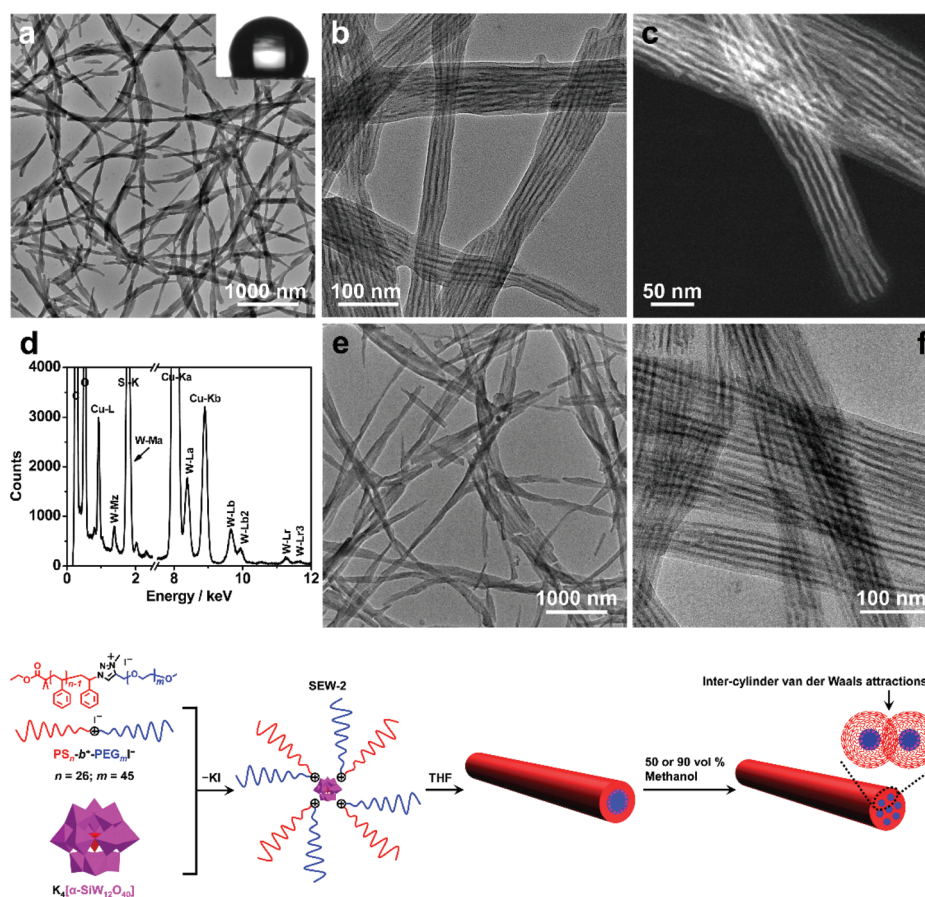 a
b
c
1000 nm
100 nm
50 nm
d
e
f
4000
3000
2000
1000
0
Counts
C
O
Cu-L
W-Mz
Si-K
W-Ma
Cu-Ka
W-La
Cu-Kb
W-Lb
W-Lb2
W-Lr
W-Lr3
0 2 8 10 12
Energy / keV
1000 nm
100 nm
I⁻
n-1
m
I⁻
PSₙ-b⁺-PEGₘI⁻
n = 26; m = 45
K₄[α-SiW₁₂O₄₀]
−KI
SEW-2
THF
50 or 90 vol %
Methanol
Inter-cylinder van der Waals attractions